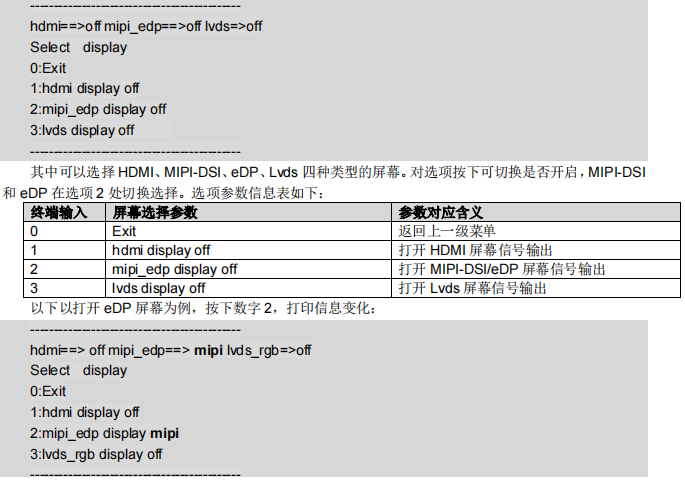 ---------------------------------------------
hdmi==>off mipi_edp==>off lvds=>off
Select display
0:Exit
1:hdmi display off
2:mipi_edp display off
3:lvds display off
---------------------------------------------
其中可以选择 HDMI、MIPI-DSI、eDP、Lvds 四种类型的屏幕。对选项按下可切换是否开启，MIPI-DSI
和 eDP 在选项 2 处切换选择。选项参数信息表如下：
终端输入 屏幕选择参数 参数对应含义
0 Exit 返回上一级菜单
1 hdmi display off 打开 HDMI 屏幕信号输出
2 mipi_edp display off 打开 MIPI-DSI/eDP 屏幕信号输出
3 lvds display off 打开 Lvds 屏幕信号输出
以下以打开 eDP 屏幕为例，按下数字 2，打印信息变化：
---------------------------------------------
hdmi==> off mipi_edp==> mipi lvds_rgb=>off
Select display
0:Exit
1:hdmi display off
2:mipi_edp display mipi
3:lvds_rgb display off
---------------------------------------------